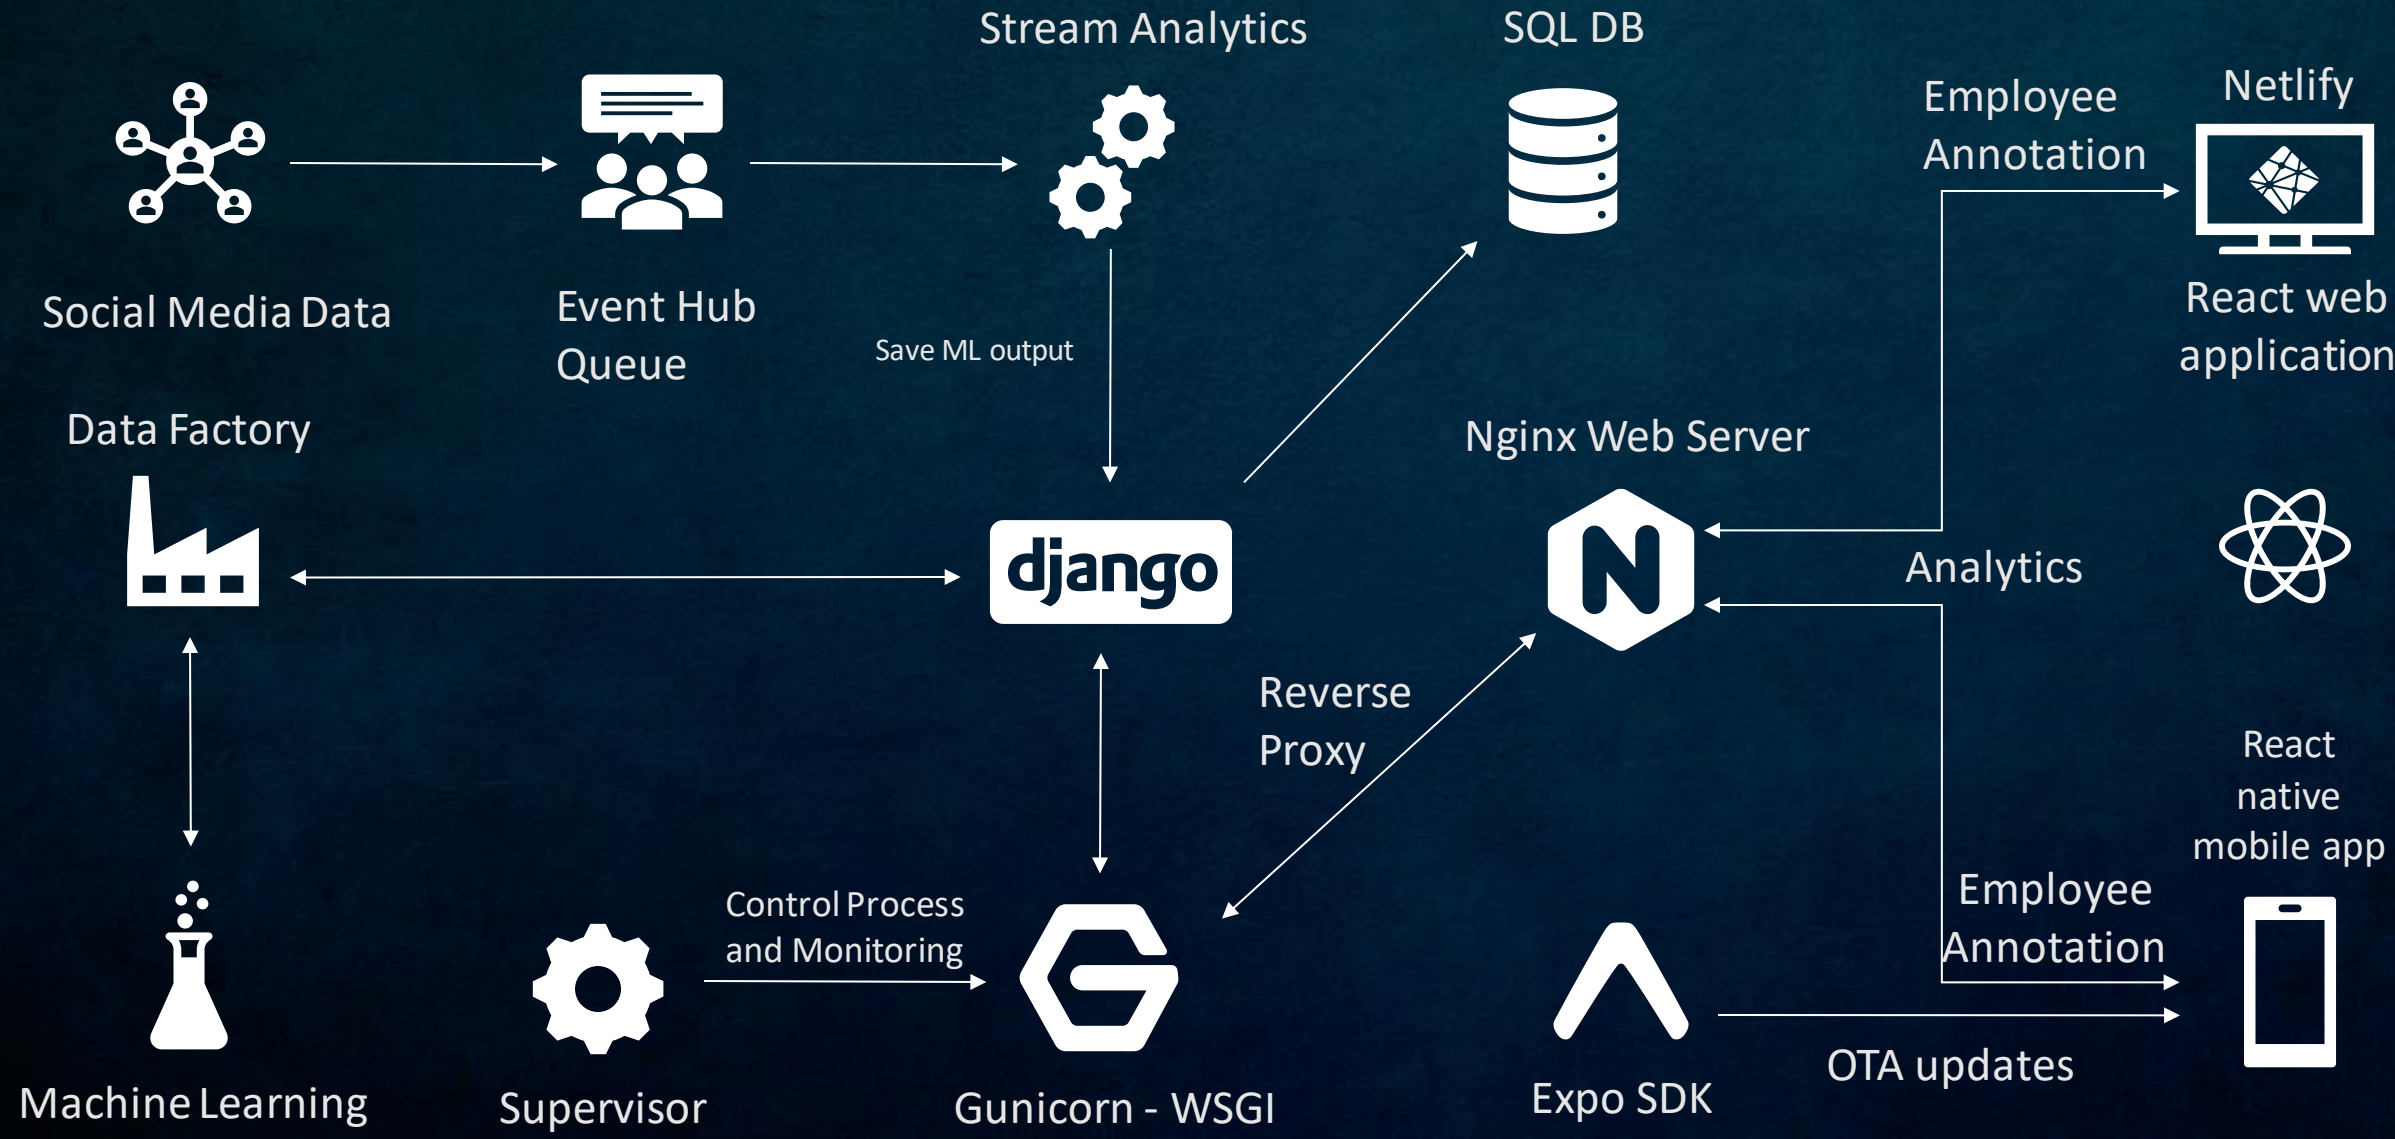 Stream Analytics
SQL DB
Employee
Annotation
Netlify
Social Media Data
Event Hub
Queue
Save ML output
React web
application
Data Factory
Nginx Web Server
django
Analytics
Reverse
Proxy
React
native
mobile app
Control Process
and Monitoring
Employee
Annotation
OTA updates
Machine Learning
Supervisor
Gunicorn - WSGI
Expo SDK